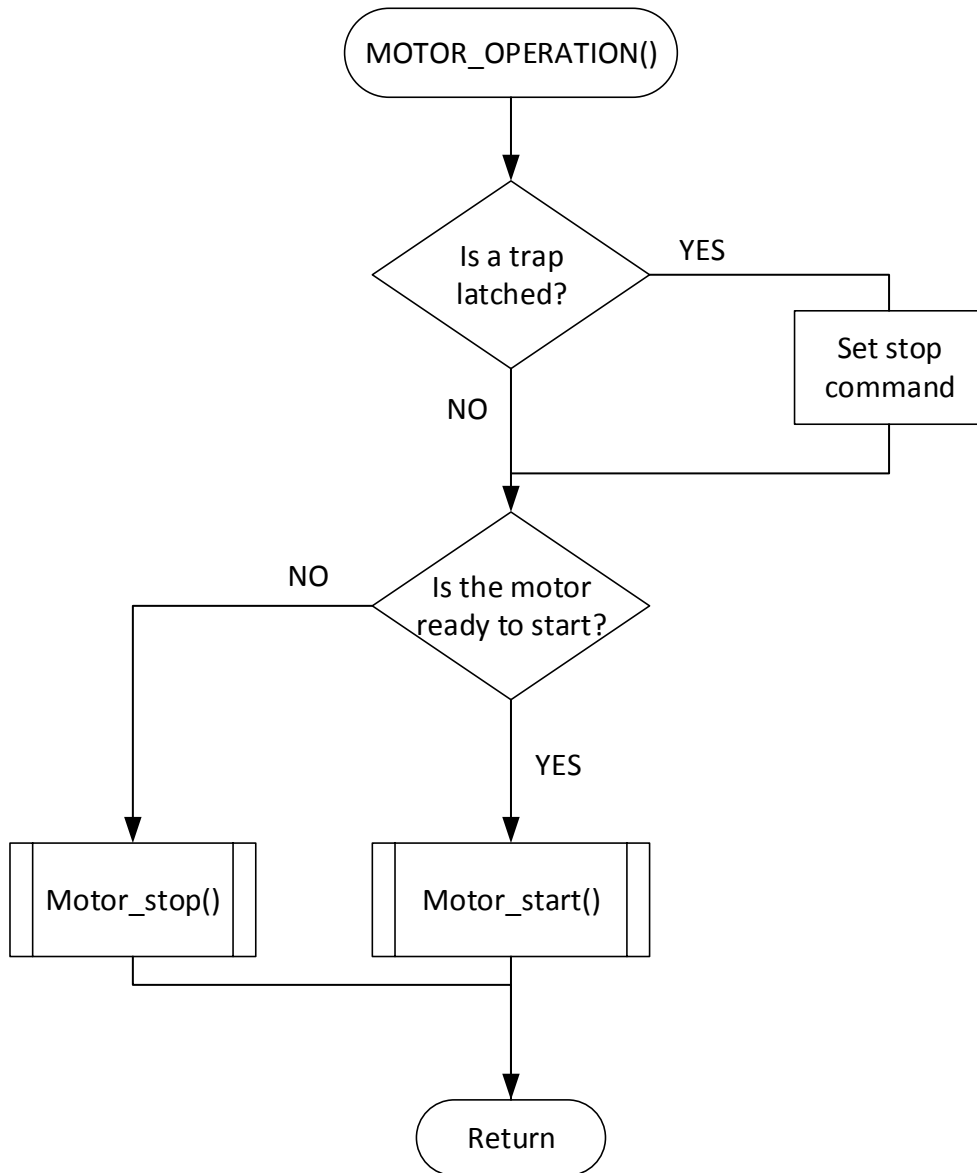 MOTOR_OPERATION()
Is a trap
latched?
YES
Set stop
command
NO
Is the motor
ready to start?
NO
YES
Motor_stop()
Motor_start()
Return